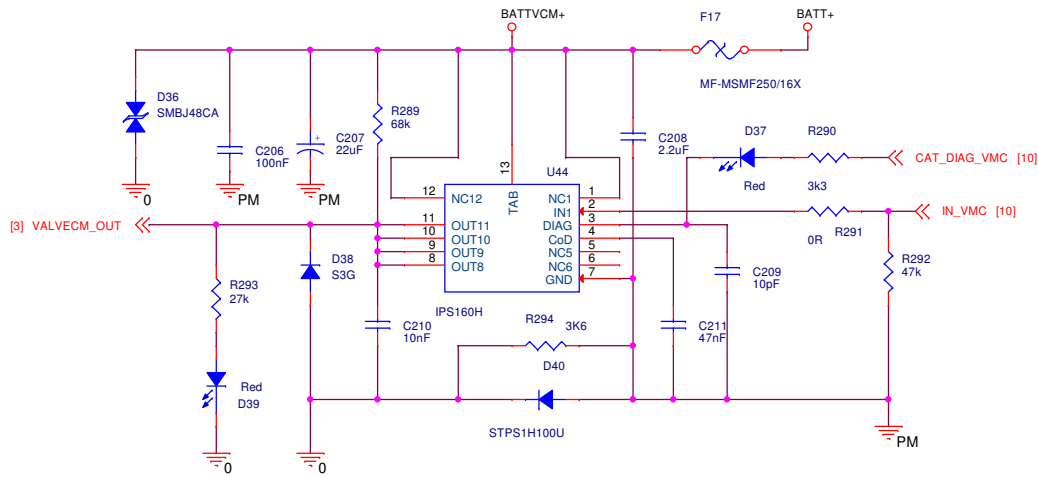 BATTVCM+
F17
BATT+
MF-MSMF250/16X
D36
SMBJ48CA
R289
68k
C206
100nF
+
C207
22uF
C208
2.2uF
D37
R290
CAT_DIAG_VMC [10]
Red
3k3
0
PM
PM
13
U44
TAB
12
NC12
NC1
1
IN1
2
IN_VMC [10]
0R
R291
[3] VALVECM_OUT
11
OUT11
DIAG
3
10
OUT10
CoD
4
9
OUT9
NC5
5
8
OUT8
NC6
6
GND
7
D38
S3G
R292
47k
C209
10pF
R293
27k
IPS160H
R294
3K6
C210
10nF
C211
47nF
D40
Red
D39
STPS1H100U
PM
0
0